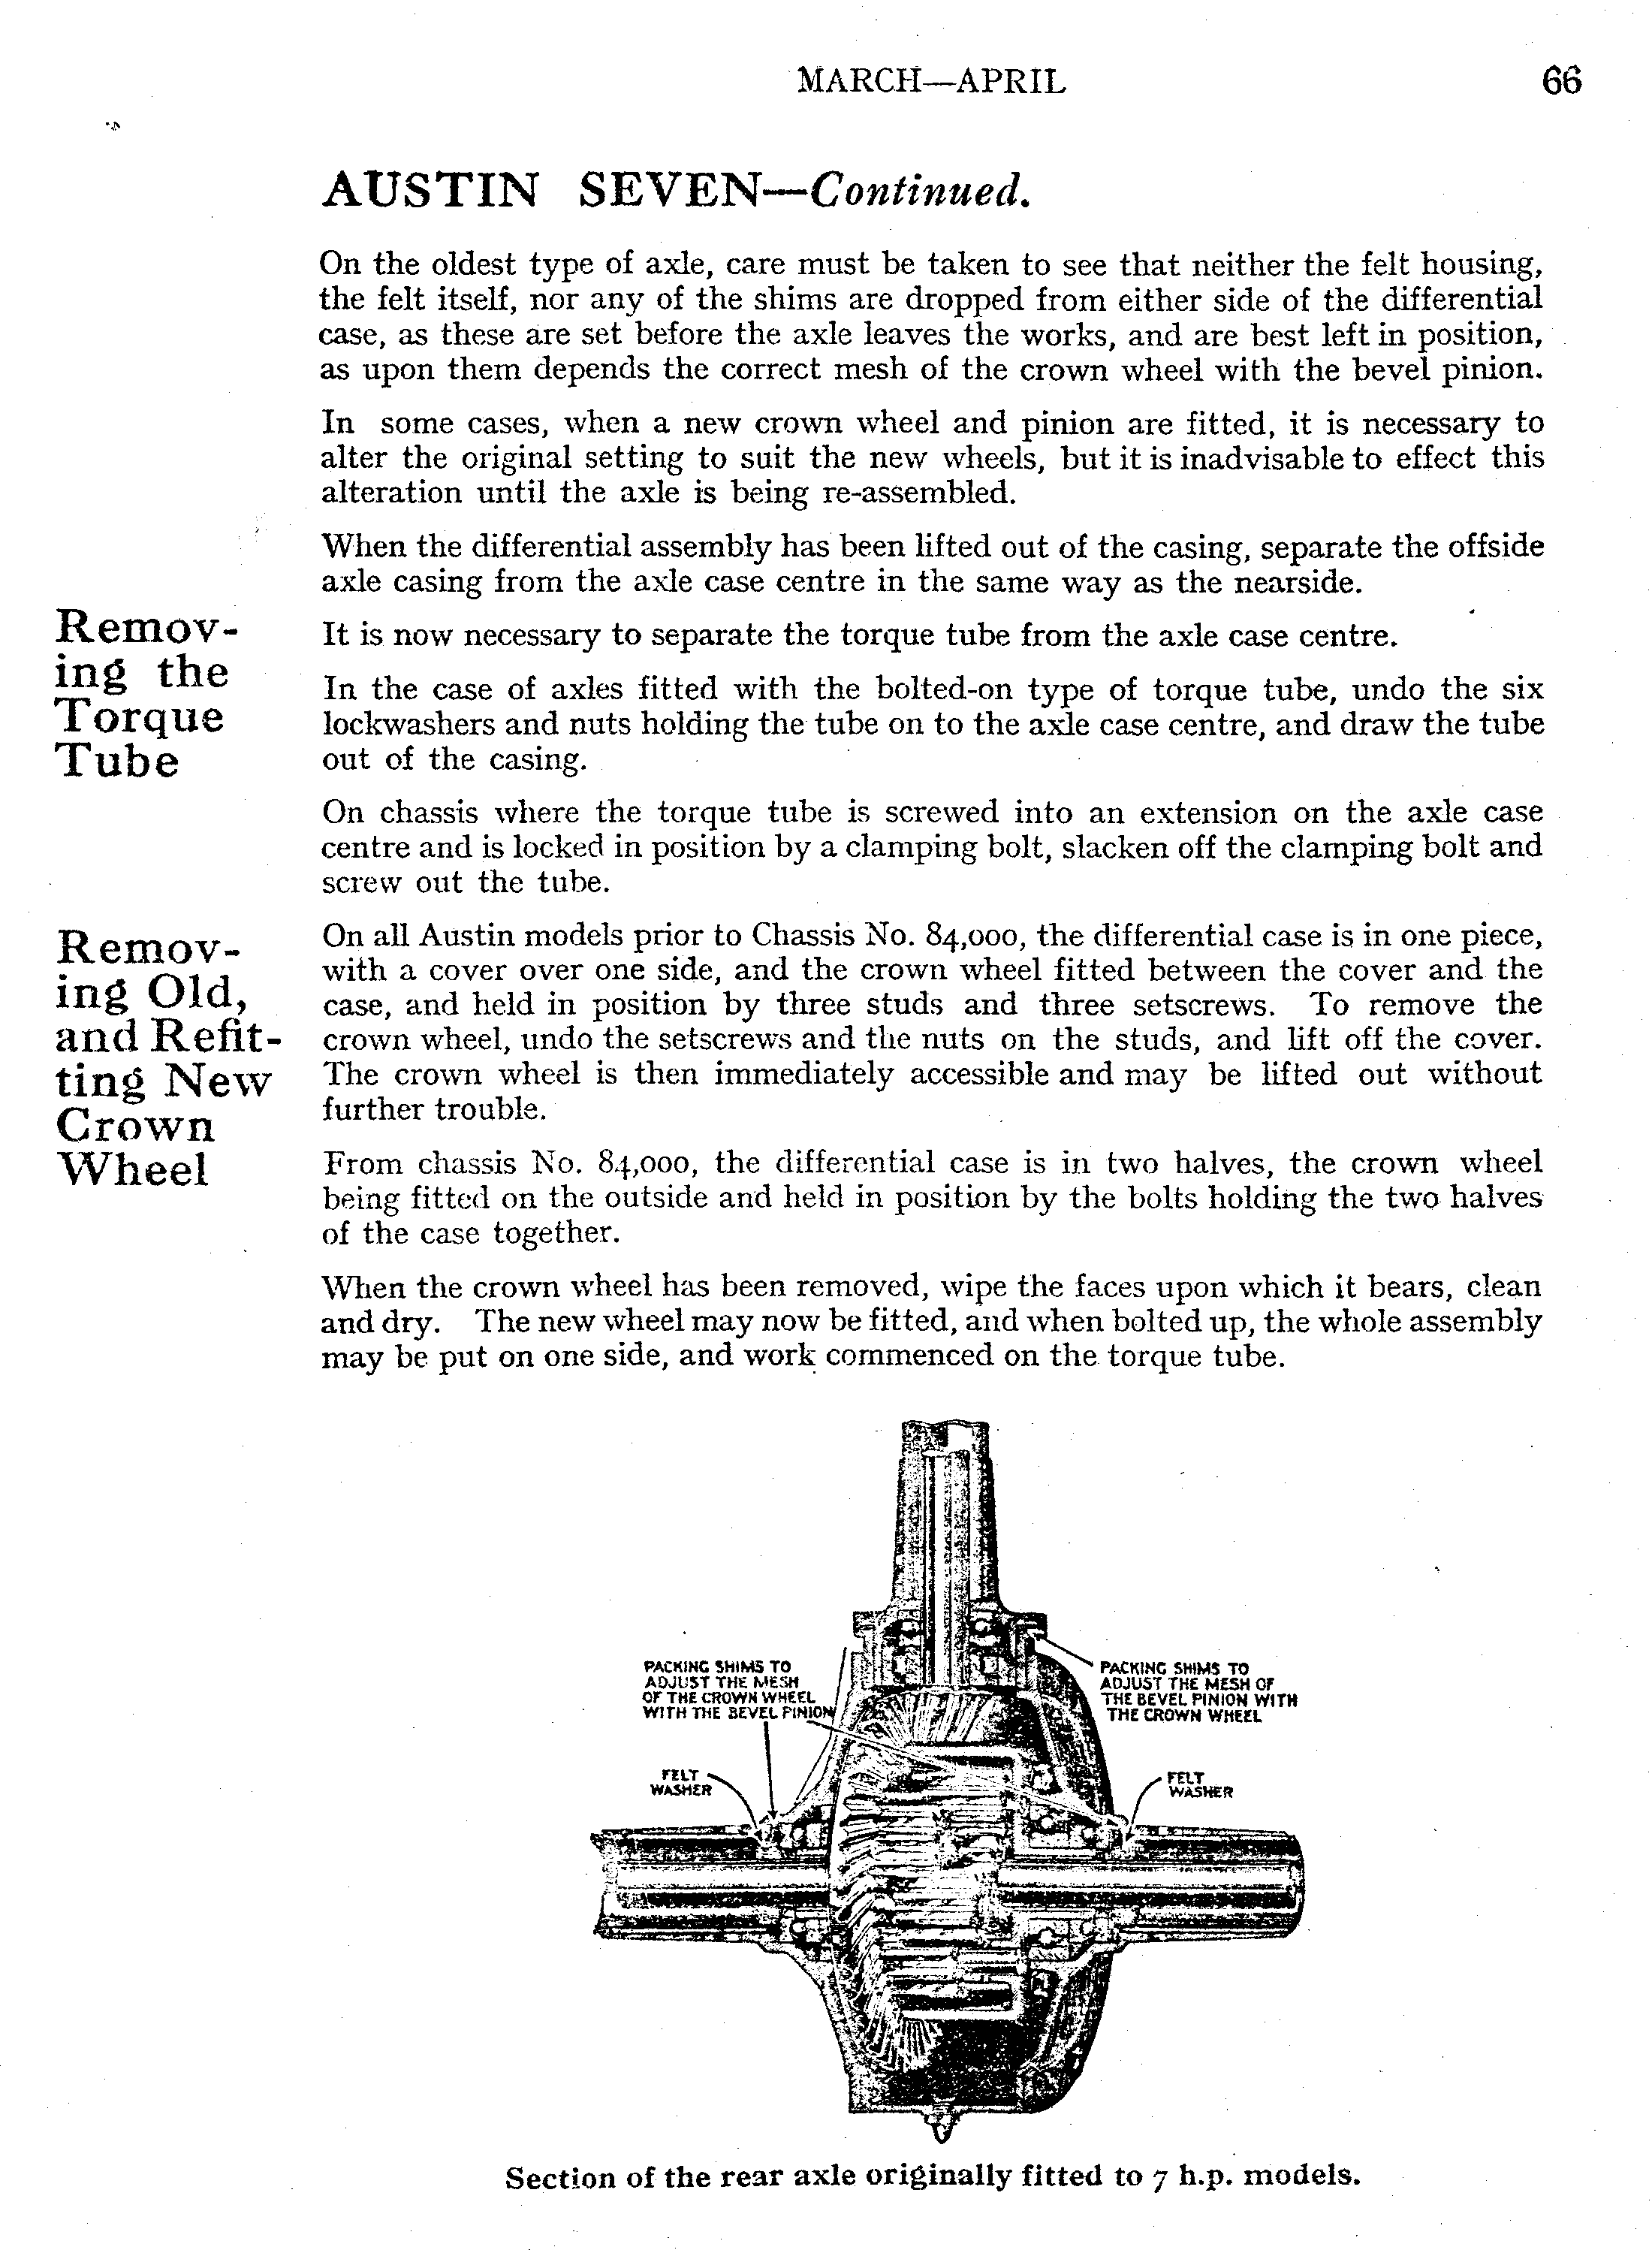 MARCH—APRIL 66
AUSTIN SEVEN—Continued.
On the oldest type of axle, care must be taken to see that neither the felt housing,
the felt itself, nor any of the shims are dropped from either side of the differential
case, as these are set before the axle leaves the works, and are best left in position,
as upon them depends the correct mesh of the crown wheel with the bevel pinion.
In some cases, when a new crown wheel and pinion are fitted, it is necessary to
alter the original setting to suit the new wheels, but it is inadvisable to effect this
alteration until the axle is being re-assembled.
When the differential assembly has been lifted out of the casing, separate the offside
axle casing from the axle case centre in the same way as the nearside.
Remov-
ing the
Torque
Tube
It is now necessary to separate the torque tube from the axle case centre.
In the case of axles fitted with the bolted-on type of torque tube, undo the six
lockwashers and nuts holding the tube on to the axle case centre, and draw the tube
out of the casing.
On chassis where the torque tube is screwed into an extension on the axle case
centre and is locked in position by a clamping bolt, slacken off the clamping bolt and
screw out the tube.
Remov-
ing Old,
and Refit-
ting New
Crown
Wheel
On all Austin models prior to Chassis No. 84,000, the differential case is in one piece,
with a cover over one side, and the crown wheel fitted between the cover and the
case, and held in position by three studs and three setscrews. To remove the
crown wheel, undo the setscrews and the nuts on the studs, and lift off the cover.
The crown wheel is then immediately accessible and may be lifted out without
further trouble.
From chassis No. 84,000, the differential case is in two halves, the crown wheel
being fitted on the outside and held in position by the bolts holding the two halves
of the case together.
When the crown wheel has been removed, wipe the faces upon which it bears, clean
and dry. The new wheel may now be fitted, and when bolted up, the whole assembly
may be put on one side, and work commenced on the torque tube.
PACKING SHIMS TO
ADJUST THE MESH
OF THE CROWN WHEEL
WITH THE BEVEL PINION
PACKING SHIMS TO
ADJUST THE MESH OF
THE BEVEL PINION WITH
THE CROWN WHEEL
FELT
WASHER
FELT
WASHER
Section of the rear axle originally fitted to 7 h.p. models.